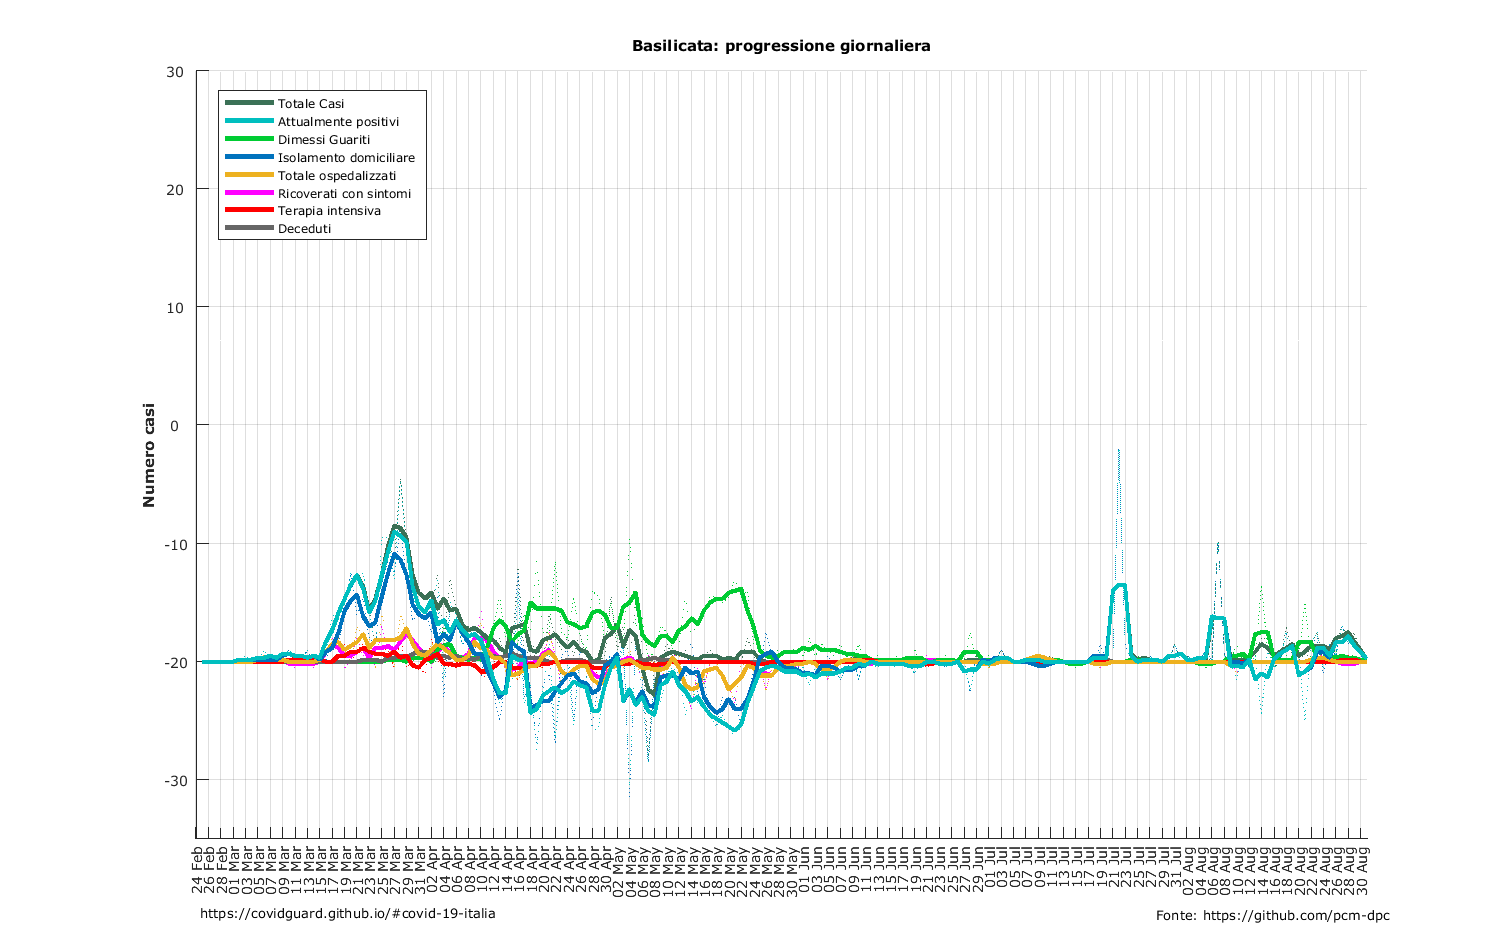 Basilicata: progressione giornaliera
30
20
10
0
-10
-20
-30
Numero casi
Totale Casi
Attualmente positivi
Dimessi Guariti
Isolamento domiciliare
Totale ospedalizzati
Ricoverati con sintomi
Terapia intensiva
Deceduti
24 Feb
26 Feb
28 Feb
01 Mar
03 Mar
05 Mar
07 Mar
09 Mar
11 Mar
13 Mar
15 Mar
17 Mar
19 Mar
21 Mar
23 Mar
25 Mar
27 Mar
29 Mar
31 Mar
02 Apr
04 Apr
06 Apr
08 Apr
10 Apr
12 Apr
14 Apr
16 Apr
18 Apr
20 Apr
22 Apr
24 Apr
26 Apr
28 Apr
30 Apr
02 May
04 May
06 May
08 May
10 May
12 May
14 May
16 May
18 May
20 May
22 May
24 May
26 May
28 May
30 May
01 Jun
03 Jun
05 Jun
07 Jun
09 Jun
11 Jun
13 Jun
15 Jun
17 Jun
19 Jun
21 Jun
23 Jun
25 Jun
27 Jun
29 Jun
01 Jul
03 Jul
05 Jul
07 Jul
09 Jul
11 Jul
13 Jul
15 Jul
17 Jul
19 Jul
21 Jul
23 Jul
25 Jul
27 Jul
29 Jul
31 Jul
02 Aug
04 Aug
06 Aug
08 Aug
10 Aug
12 Aug
14 Aug
16 Aug
18 Aug
20 Aug
22 Aug
24 Aug
26 Aug
28 Aug
30 Aug
https://covidguard.github.io/#covid-19-italia
Fonte: https://github.com/pcm-dpc